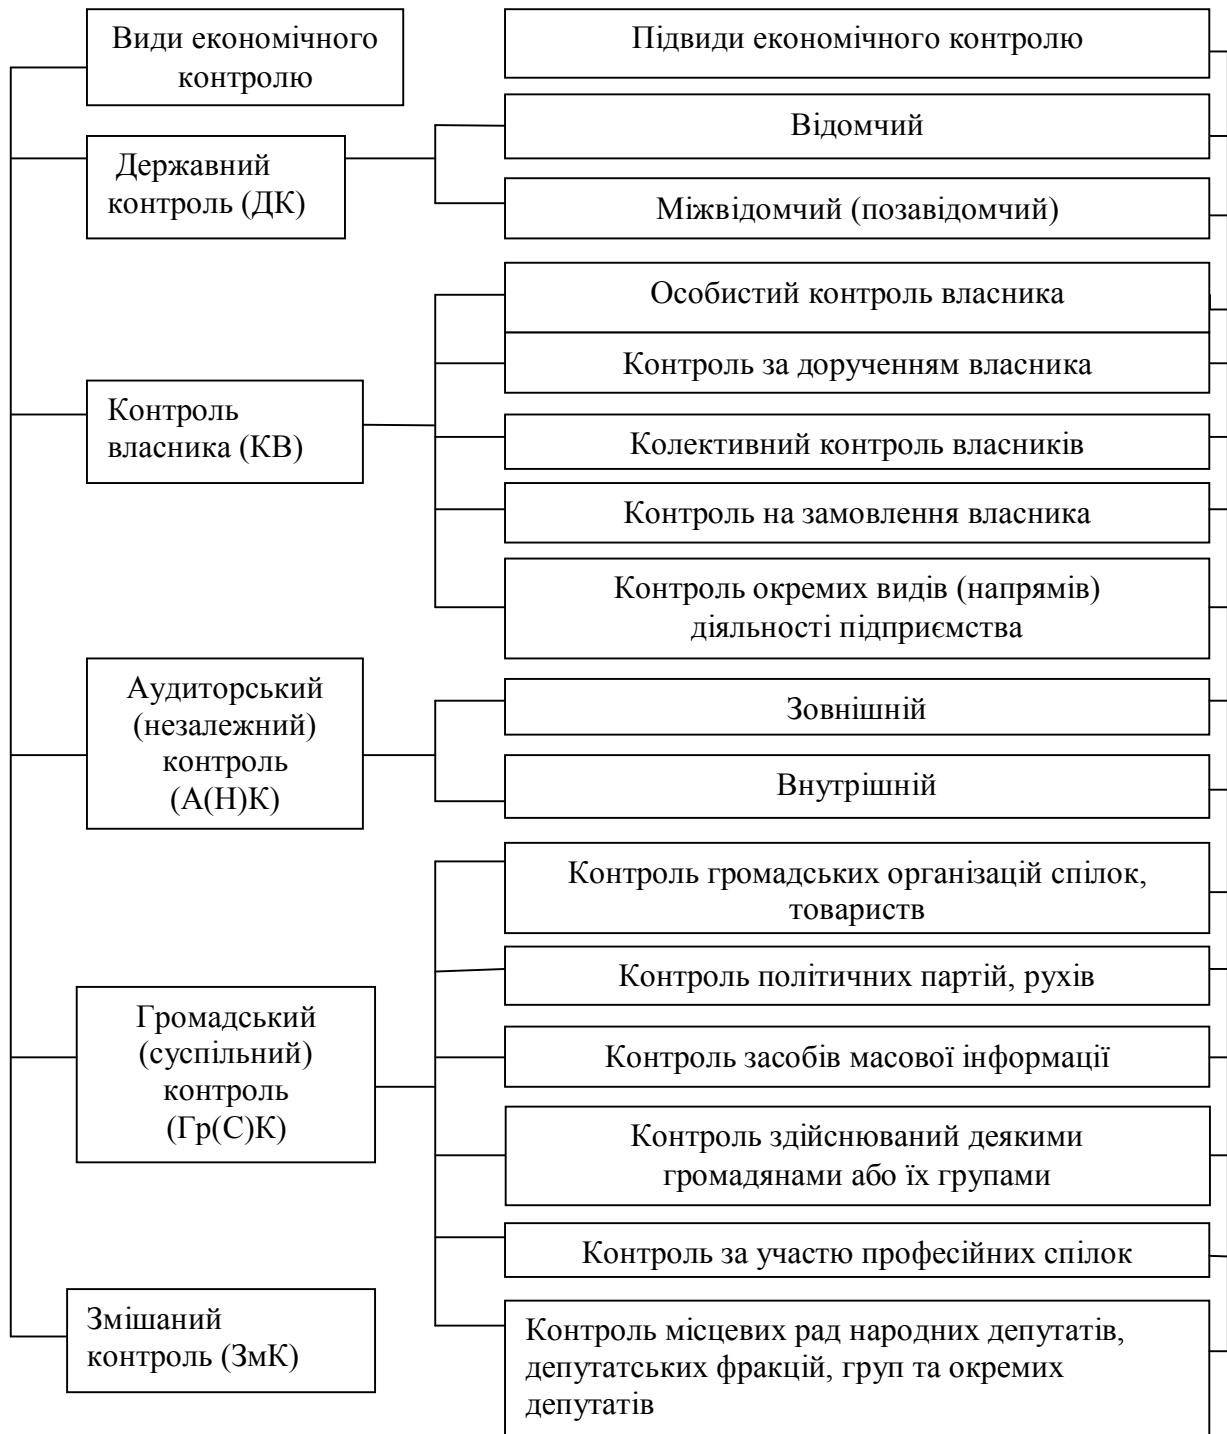 Види економічного
контролю
Підвиди економічного контролю
Державний
контроль (ДК)
Відомчий
Міжвідомчий (позавідомчий)
Контроль
власника (КВ)
Особистий контроль власника
Контроль за дорученням власника
Колективний контроль власників
Контроль на замовлення власника
Контроль окремих видів (напрямів)
діяльності підприємства
Аудиторський
(незалежний)
контроль
(А(Н)К)
Зовнішній
Внутрішній
Громадський
(суспільний)
контроль
(Гр(С)К)
Контроль громадських організацій спілок,
товариств
Контроль політичних партій, рухів
Контроль засобів масової інформації
Контроль здійснюваний деякими
громадянами або їх групами
Контроль за участю професійних спілок
Контроль місцевих рад народних депутатів,
депутатських фракцій, груп та окремих
депутатів
Змішаний
контроль (ЗмК)